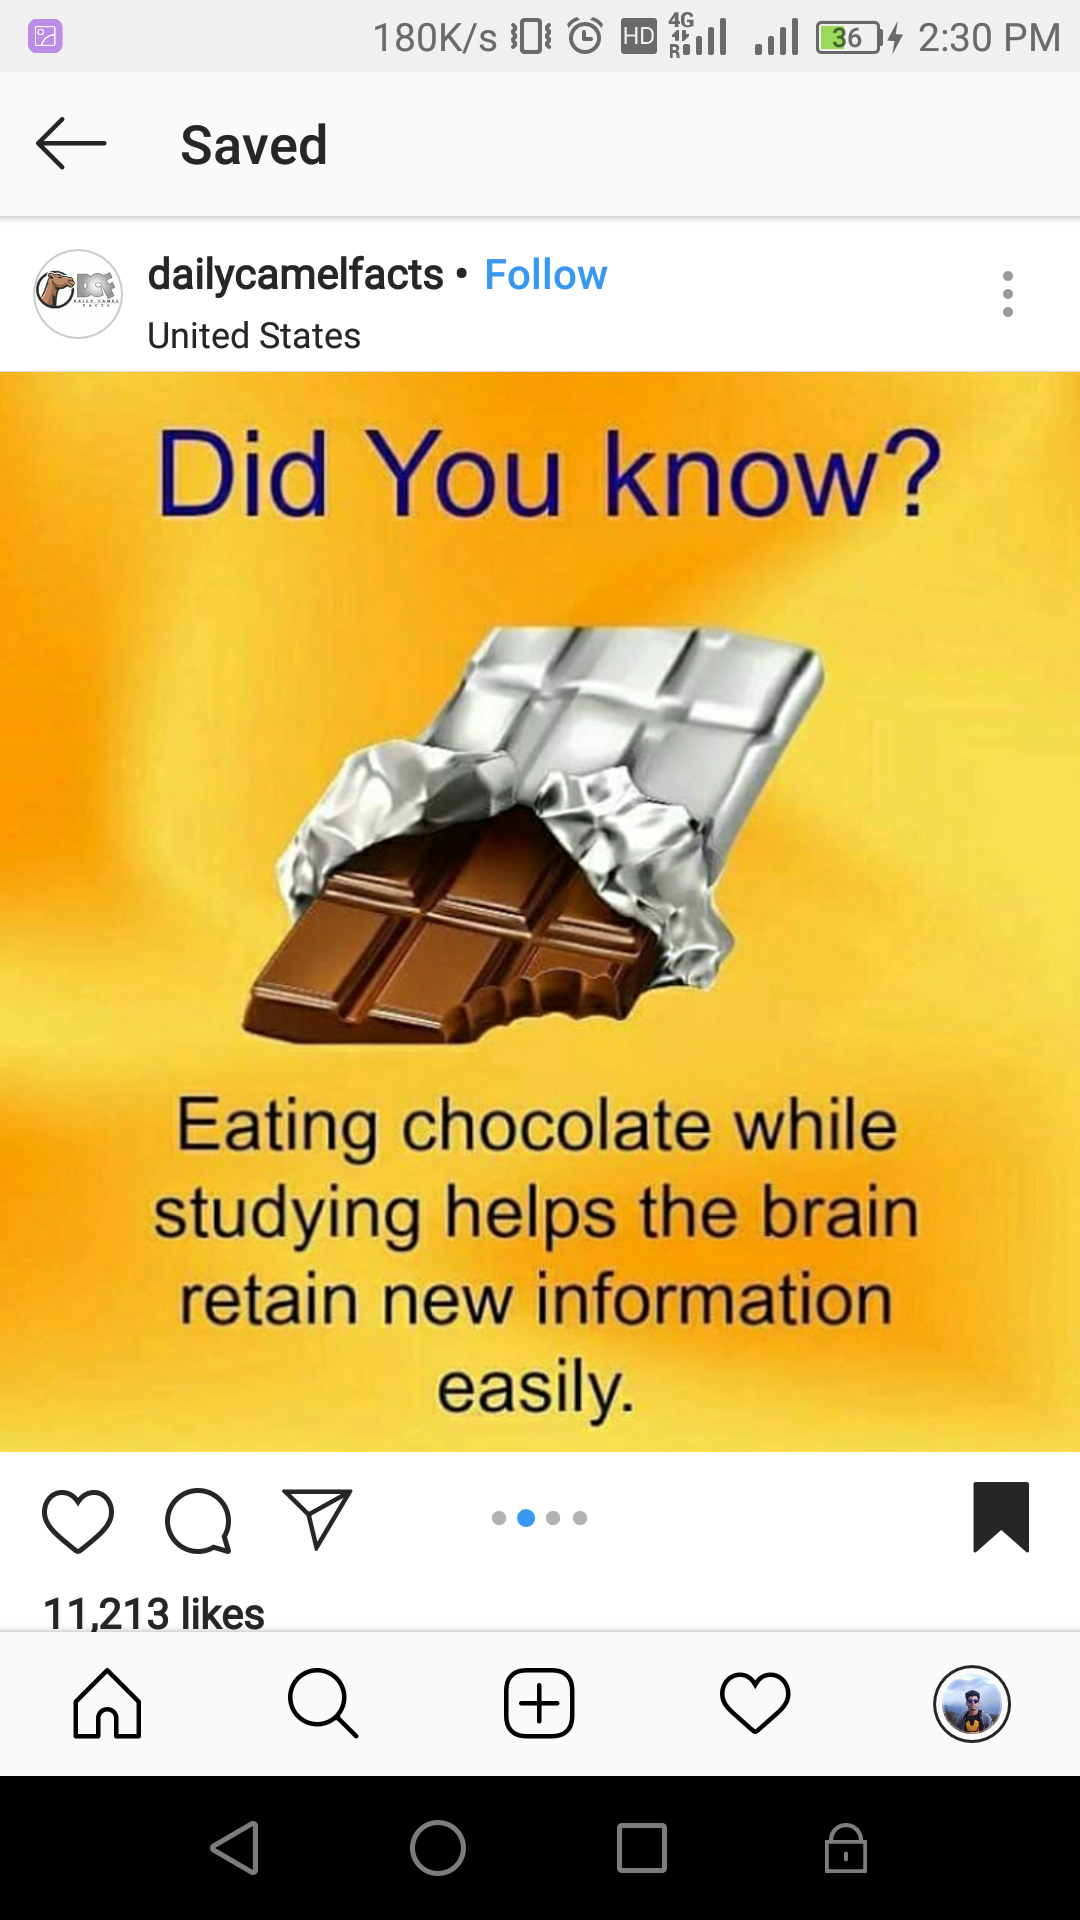 180K/s HD 4G R 36 2:30 PM
Saved
dailycamelfacts • Follow
United States
Did You know?
Eating chocolate while
studying helps the brain
retain new information
easily.
11,213 likes